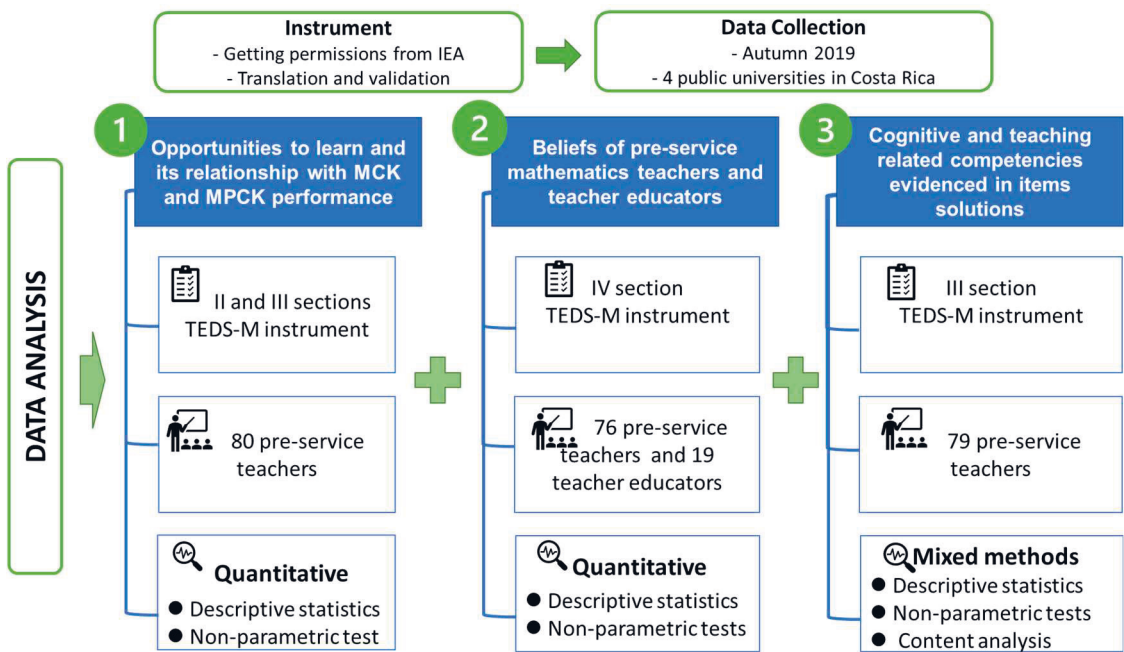 Instrument
- Getting permissions from IEA
- Translation and validation
Data Collection
- Autumn 2019
- 4 public universities in Costa Rica
DATA ANALYSIS
1
Opportunities to learn and
its relationship with MCK
and MPCK performance
II and III sections
TEDS-M instrument
80 pre-service
teachers
Quantitative
● Descriptive statistics
● Non-parametric test
2
Beliefs of pre-service
mathematics teachers and
teacher educators
IV section
TEDS-M instrument
76 pre-service
teachers and 19
teacher educators
Quantitative
● Descriptive statistics
● Non-parametric tests
3
Cognitive and teaching
related competencies
evidenced in items
solutions
III section
TEDS-M instrument
79 pre-service
teachers
Mixed methods
● Descriptive statistics
● Non-parametric tests
● Content analysis